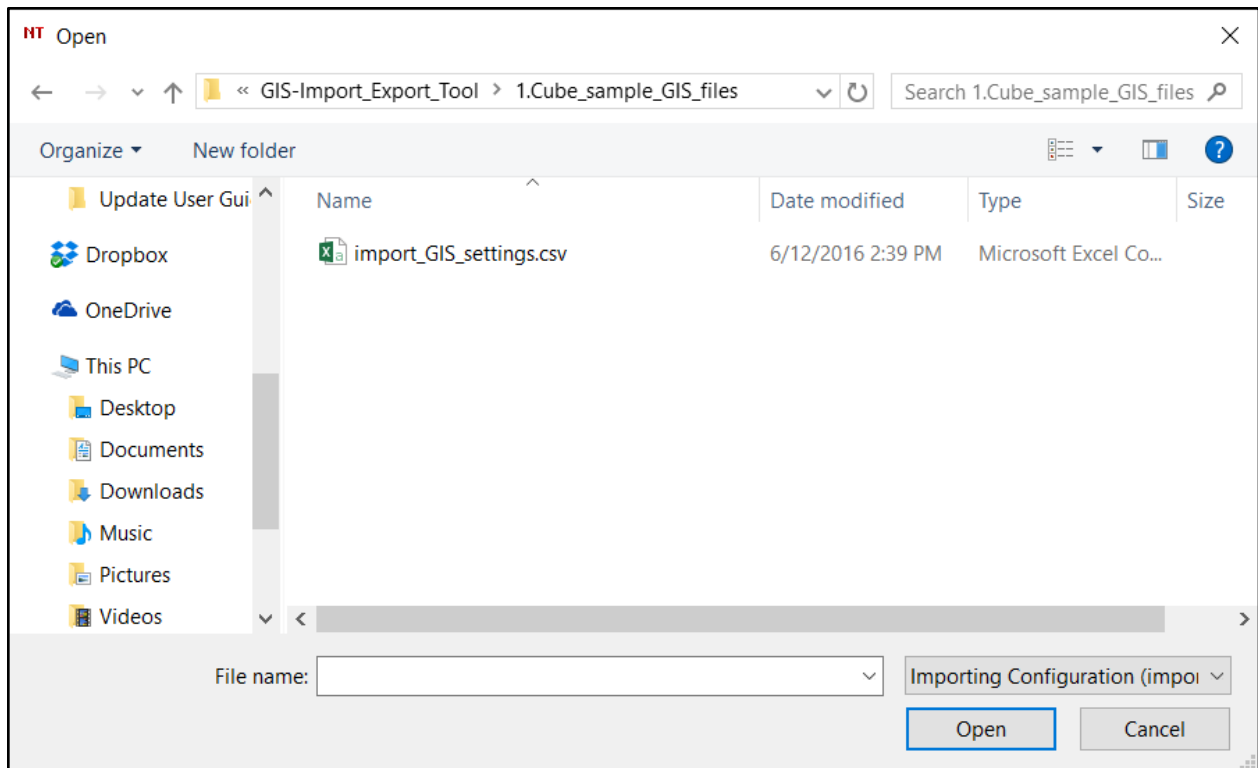 NT Open
« GIS-Import_Export_Tool > 1.Cube_sample_GIS_files
Search 1.Cube_sample_GIS_files
Organize New folder
?
Update User Gui
Dropbox
OneDrive
This PC
Desktop
Documents
Downloads
Music
Pictures
Videos
Name Date modified Type Size
import_GIS_settings.csv 6/12/2016 2:39 PM Microsoft Excel Co...
File name:
Importing Configuration (impor
Open Cancel